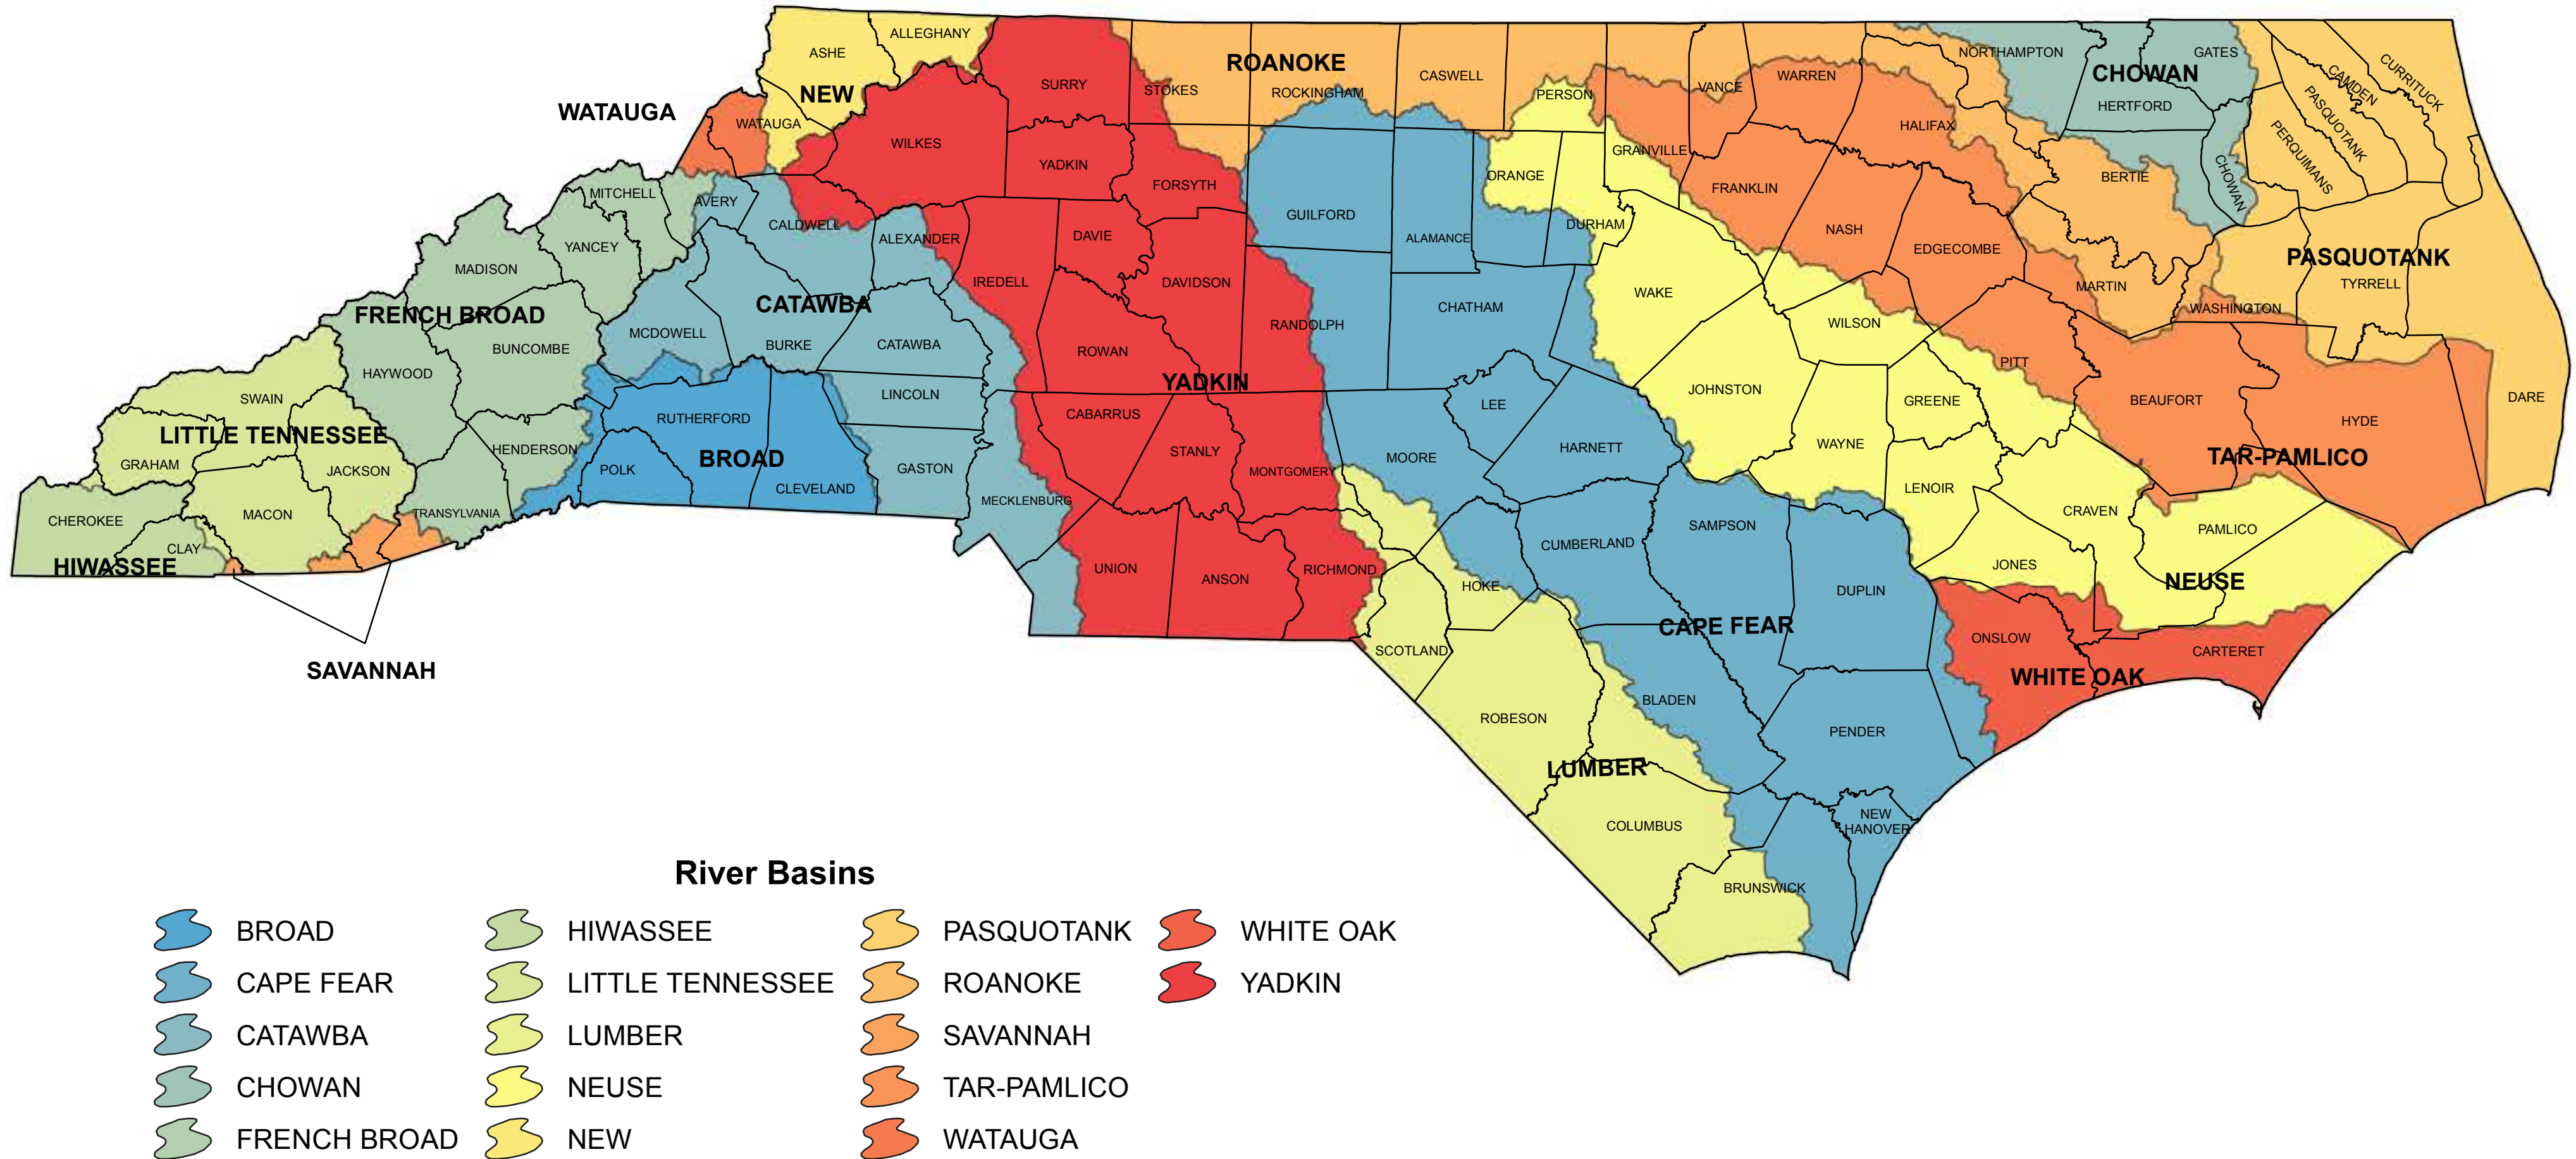 ASHE
ALLEGHANY
NEW
WATAUGA
WATAUGA
SURRY
STOKES
ROANOKE
ROCKINGHAM
CASWELL
PERSON
VANCE
WARREN
NORTHAMPTON
CHOWAN
GATES
HERTFORD
CAMDEN
CURRITUCK
PASQUOTANK
PERQUIMANS
WILKES
YADKIN
FORSYTH
GRANVILLE
HALIFAX
FRANKLIN
ORANGE
BERTIE
CHOWAN
MITCHELL
AVERY
CALDWELL
ALEXANDER
DAVIE
GUILFORD
ALAMANCE
DURHAM
NASH
EDGECOMBE
YANCEY
MADISON
IREDELL
DAVIDSON
PASQUOTANK
TYRRELL
MARTIN
WASHINGTON
FRENCH BROAD
CATAWBA
CHATHAM
WAKE
WILSON
RANDOLPH
MCDOWELL
BURKE
CATAWBA
BUNCOMBE
ROWAN
PITT
HAYWOOD
YADKIN
SWAIN
LINCOLN
JOHNSTON
GREENE
BEAUFORT
DARE
RUTHERFORD
CABARRUS
LEE
HYDE
LITTLE TENNESSEE
HENDERSON
STANLY
HARNETT
WAYNE
GRAHAM
JACKSON
POLK
BROAD
GASTON
MONTGOMERY
MOORE
TAR-PAMLICO
CLEVELAND
MECKLENBURG
LENOIR
CHEROKEE
MACON
TRANSYLVANIA
SAMPSON
CRAVEN
PAMLICO
CLAY
CUMBERLAND
HIWASSEE
UNION
ANSON
RICHMOND
HOKE
DUPLIN
JONES
NEUSE
CAPE FEAR
ONSLOW
CARTERET
SCOTLAND
SAVANNAH
WHITE OAK
BLADEN
ROBESON
PENDER
LUMBER
COLUMBUS
NEW
HANOVER
BRUNSWICK
River Basins
BROAD
CAPE FEAR
CATAWBA
CHOWAN
FRENCH BROAD
HIWASSEE
LITTLE TENNESSEE
LUMBER
NEUSE
NEW
PASQUOTANK
ROANOKE
SAVANNAH
TAR-PAMLICO
WATAUGA
WHITE OAK
YADKIN